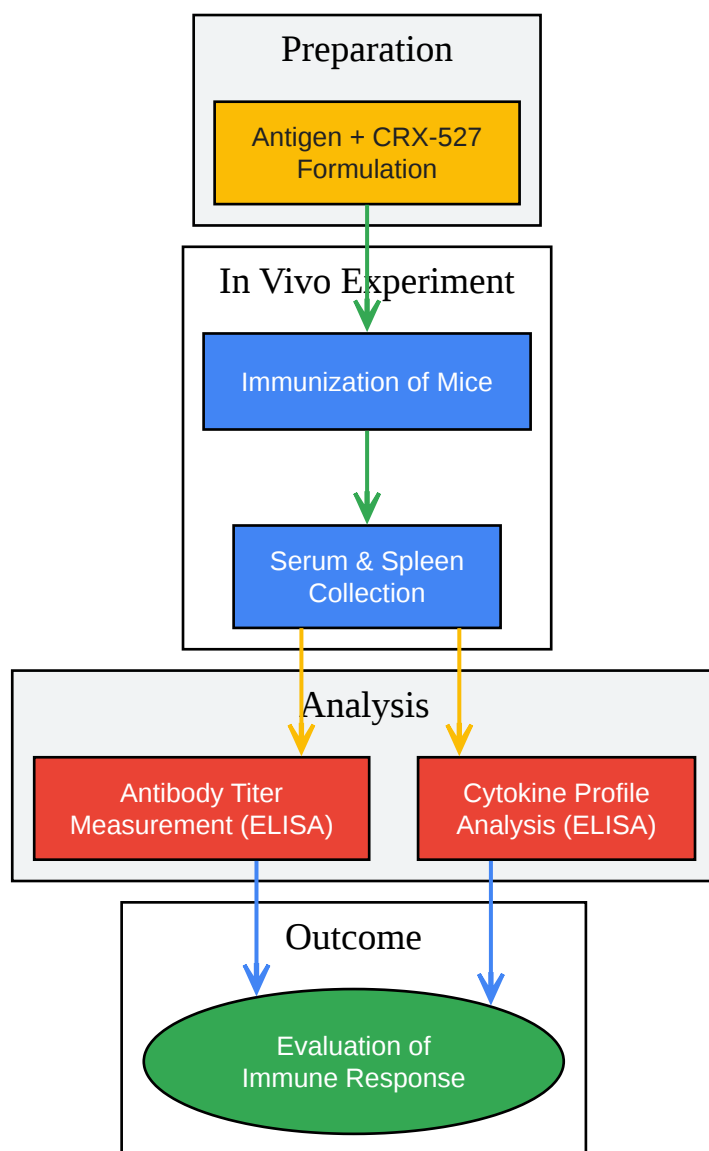 Preparation
Antigen + CRX-527
Formulation
In Vivo Experiment
Immunization of Mice
Serum & Spleen
Collection
Analysis
Antibody Titer
Measurement (ELISA)
Cytokine Profile
Analysis (ELISA)
Outcome
Evaluation of
Immune Response